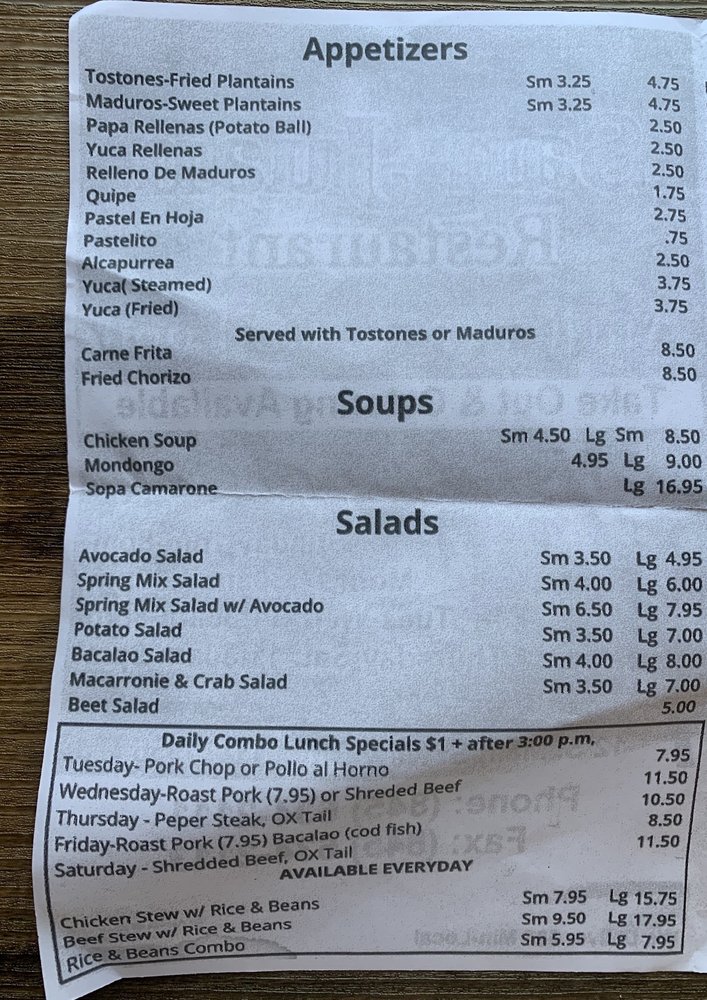 Appetizers
Tostones-Fried Plantains Sm 3.25 4.75
Maduros-Sweet Plantains Sm 3.25 4.75
Papa Rellenas (Potato Ball) 2.50
Yuca Rellenas 2.50
Relleno De Maduros 2.50
Quipe 1.75
Pastel En Hoja 2.75
Pastelito .75
Alcapurrea 2.50
Yuca( Steamed) 3.75
Yuca (Fried) 3.75
Served with Tostones or Maduros
Carne Frita 8.50
Fried Chorizo 8.50
Soups
Chicken Soup Sm 4.50 Lg Sm 8.50
Mondongo 4.95 Lg 9.00
Sopa Camarone Lg 16.95
Salads
Avocado Salad Sm 3.50 Lg 4.95
Spring Mix Salad Sm 4.00 Lg 6.00
Spring Mix Salad w/ Avocado Sm 6.50 Lg 7.95
Potato Salad Sm 3.50 Lg 7.00
Bacalao Salad Sm 4.00 Lg 8.00
Macarronie & Crab Salad Sm 3.50 Lg 7.00
Beet Salad 5.00
Daily Combo Lunch Specials $1 + after 3:00 p.m,
Tuesday- Pork Chop or Pollo al Horno 7.95
Wednesday-Roast Pork (7.95) or Shreded Beef 11.50
Thursday - Peper Steak, OX Tail 10.50
Friday-Roast Pork (7.95) Bacalao (cod fish) 8.50
Saturday - Shredded Beef, OX Tail 11.50
AVAILABLE EVERYDAY
Chicken Stew w/ Rice & Beans Sm 7.95 Lg 15.75
Beef Stew w/ Rice & Beans Sm 9.50 Lg 17.95
Rice & Beans Combo Sm 5.95 Lg 7.95